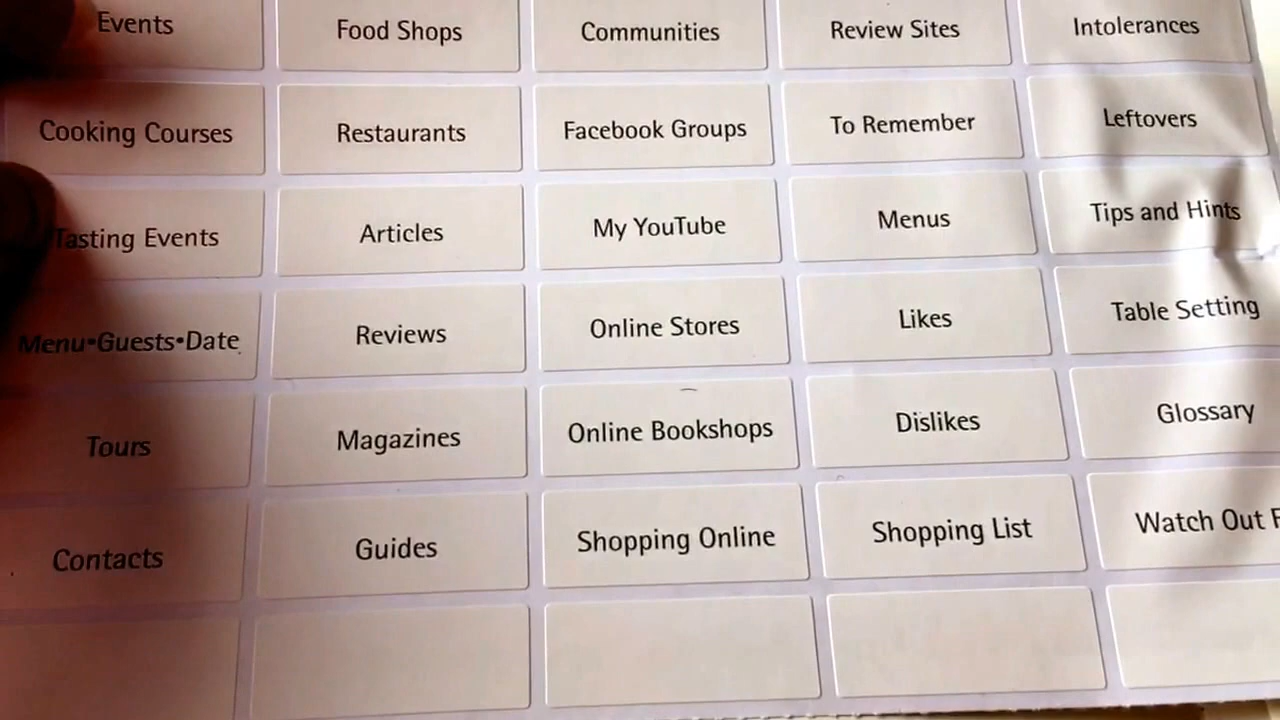 Events
Food Shops
Communities
Review Sites
Intolerances
Cooking Courses
Restaurants
Facebook Groups
To Remember
Leftovers
Tasting Events
Articles
My YouTube
Menus
Tips and Hints
Menu•Guests•Date
Reviews
Online Stores
Likes
Table Setting
Tours
Magazines
Online Bookshops
Dislikes
Glossary
Contacts
Guides
Shopping Online
Shopping List
Watch Out